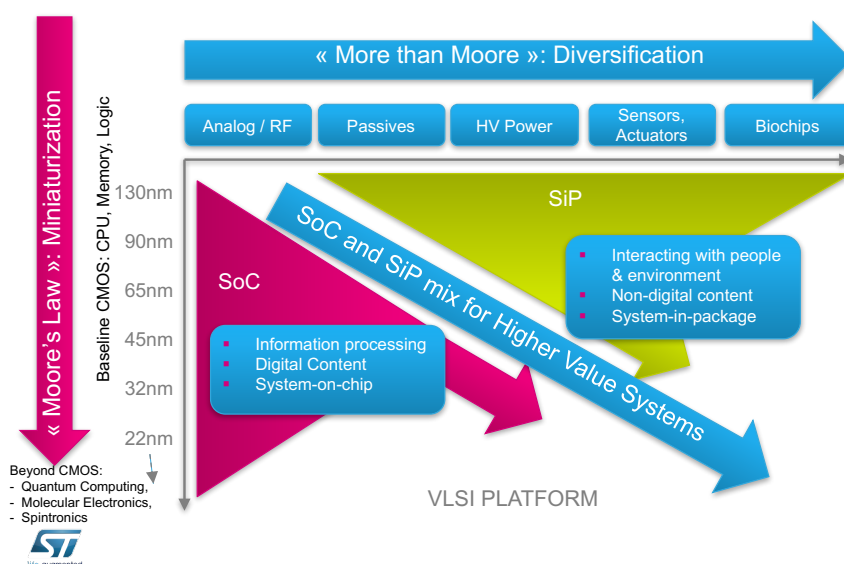 « More than Moore »: Diversification
« Moore's Law »: Miniaturization
Baseline CMOS: CPU, Memory, Logic
Analog / RF
Passives
HV Power
Sensors,
Actuators
Biochips
130nm
90nm
65nm
45nm
32nm
22nm
SiP
SoC
SoC and SiP mix for Higher Value Systems
Interacting with people
& environment
Non-digital content
System-in-package
Information processing
Digital Content
System-on-chip
Beyond CMOS:
- Quantum Computing,
- Molecular Electronics,
- Spintronics
VLSI PLATFORM
ST
life.augmented